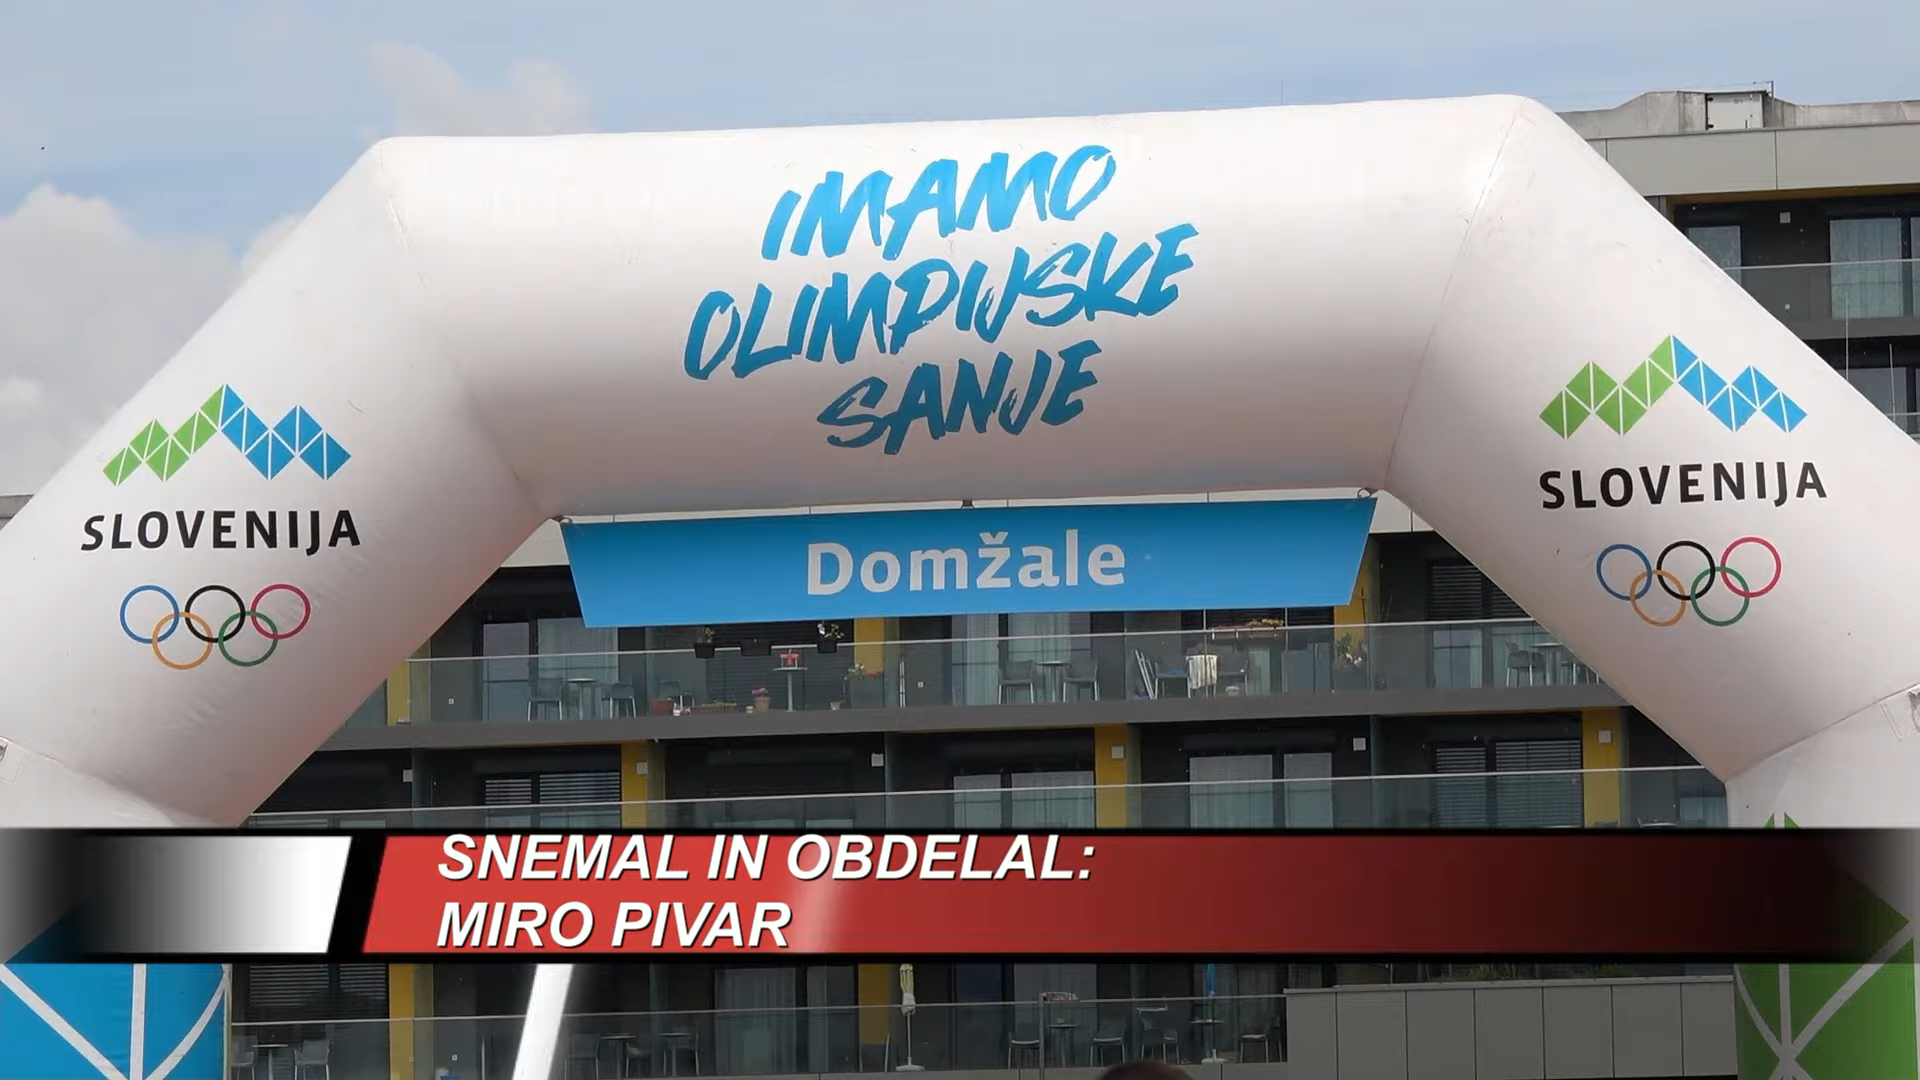 IMAMO
OLIMPIJSKE
SANJE
SLOVENIJA
SLOVENIJA
Domžale
SNEMAL IN OBDELAL:
MIRO PIVAR